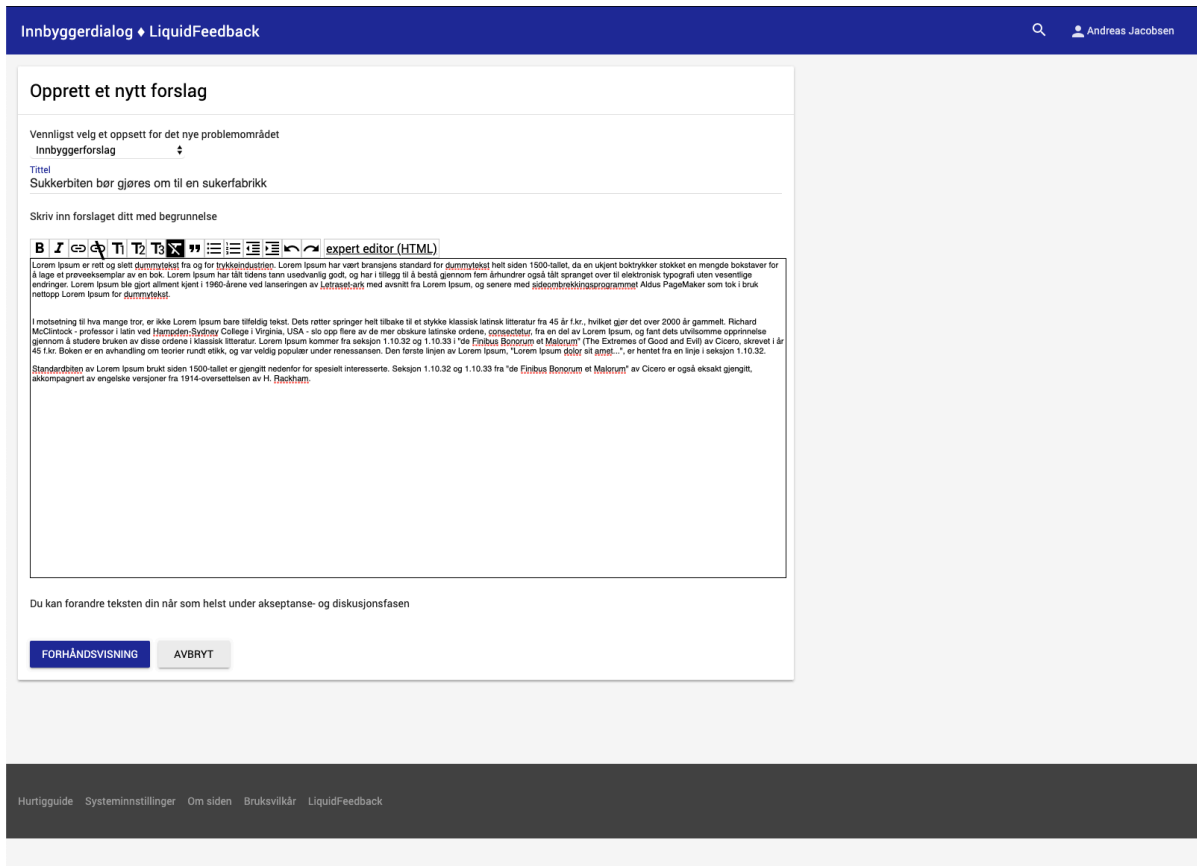 Innbyggerdialog ♦ LiquidFeedback
Andreas Jacobsen
Opprett et nytt forslag
Vennligst velg et oppsett for det nye problemområdet
Innbyggerforslag
Tittel
Sukkerbiten bør gjøres om til en sukerfabrikk
Skriv inn forslaget ditt med begrunnelse
B I T1 T2 T3 expert editor (HTML)
Lorem Ipsum er rett og slett dummytekst fra og for trykkeindustrien. Lorem Ipsum har vært bransjens standard for dummytekst helt siden 1500-tallet, da en ukjent boktrykker stokket en mengde bokstaver for
å lage et prøveeksemplar av en bok. Lorem Ipsum har tålt tidens tann usedvanlig godt, og har i tillegg til å bestå gjennom fem århundrer også tålt spranget over til elektronisk typografi uten vesentlige
endringer. Lorem Ipsum ble gjort allment kjent i 1960-årene ved lanseringen av Letraset-ark med avsnitt fra Lorem Ipsum, og senere med sideombrekkingsprogrammet Aldus PageMaker som tok i bruk
nettopp Lorem Ipsum for dummytekst.
I motsetning til hva mange tror, er ikke Lorem Ipsum bare tilfeldig tekst. Dets røtter springer helt tilbake til et stykke klassisk latinsk litteratur fra 45 år f.kr., hvilket gjør det over 2000 år gammelt. Richard
McClintock - professor i latin ved Hampden-Sydney College i Virginia, USA - slo opp flere av de mer obskure latinske ordene, consectetur, fra en del av Lorem Ipsum, og fant dets utvilsomme opprinnelse
gjennom å studere bruken av disse ordene i klassisk litteratur. Lorem Ipsum kommer fra seksjon 1.10.32 og 1.10.33 i "de Finibus Bonorum et Malorum" (The Extremes of Good and Evil) av Cicero, skrevet i år
45 f.kr. Boken er en avhandling om teorier rundt etikk, og var veldig populær under renessansen. Den første linjen av Lorem Ipsum, "Lorem Ipsum dolor sit amet...", er hentet fra en linje i seksjon 1.10.32.
Standardbiten av Lorem Ipsum brukt siden 1500-tallet er gjengitt nedenfor for spesielt interesserte. Seksjon 1.10.32 og 1.10.33 fra "de Finibus Bonorum et Malorum" av Cicero er også eksakt gjengitt,
akkompagnert av engelske versjoner fra 1914-oversettelsen av H. Rackham.
Du kan forandre teksten din når som helst under akseptanse- og diskusjonsfasen
FORHÅNDSVISNING AVBRYT
Hurtigguide Systeminnstillinger Om siden Bruksvilkår LiquidFeedback